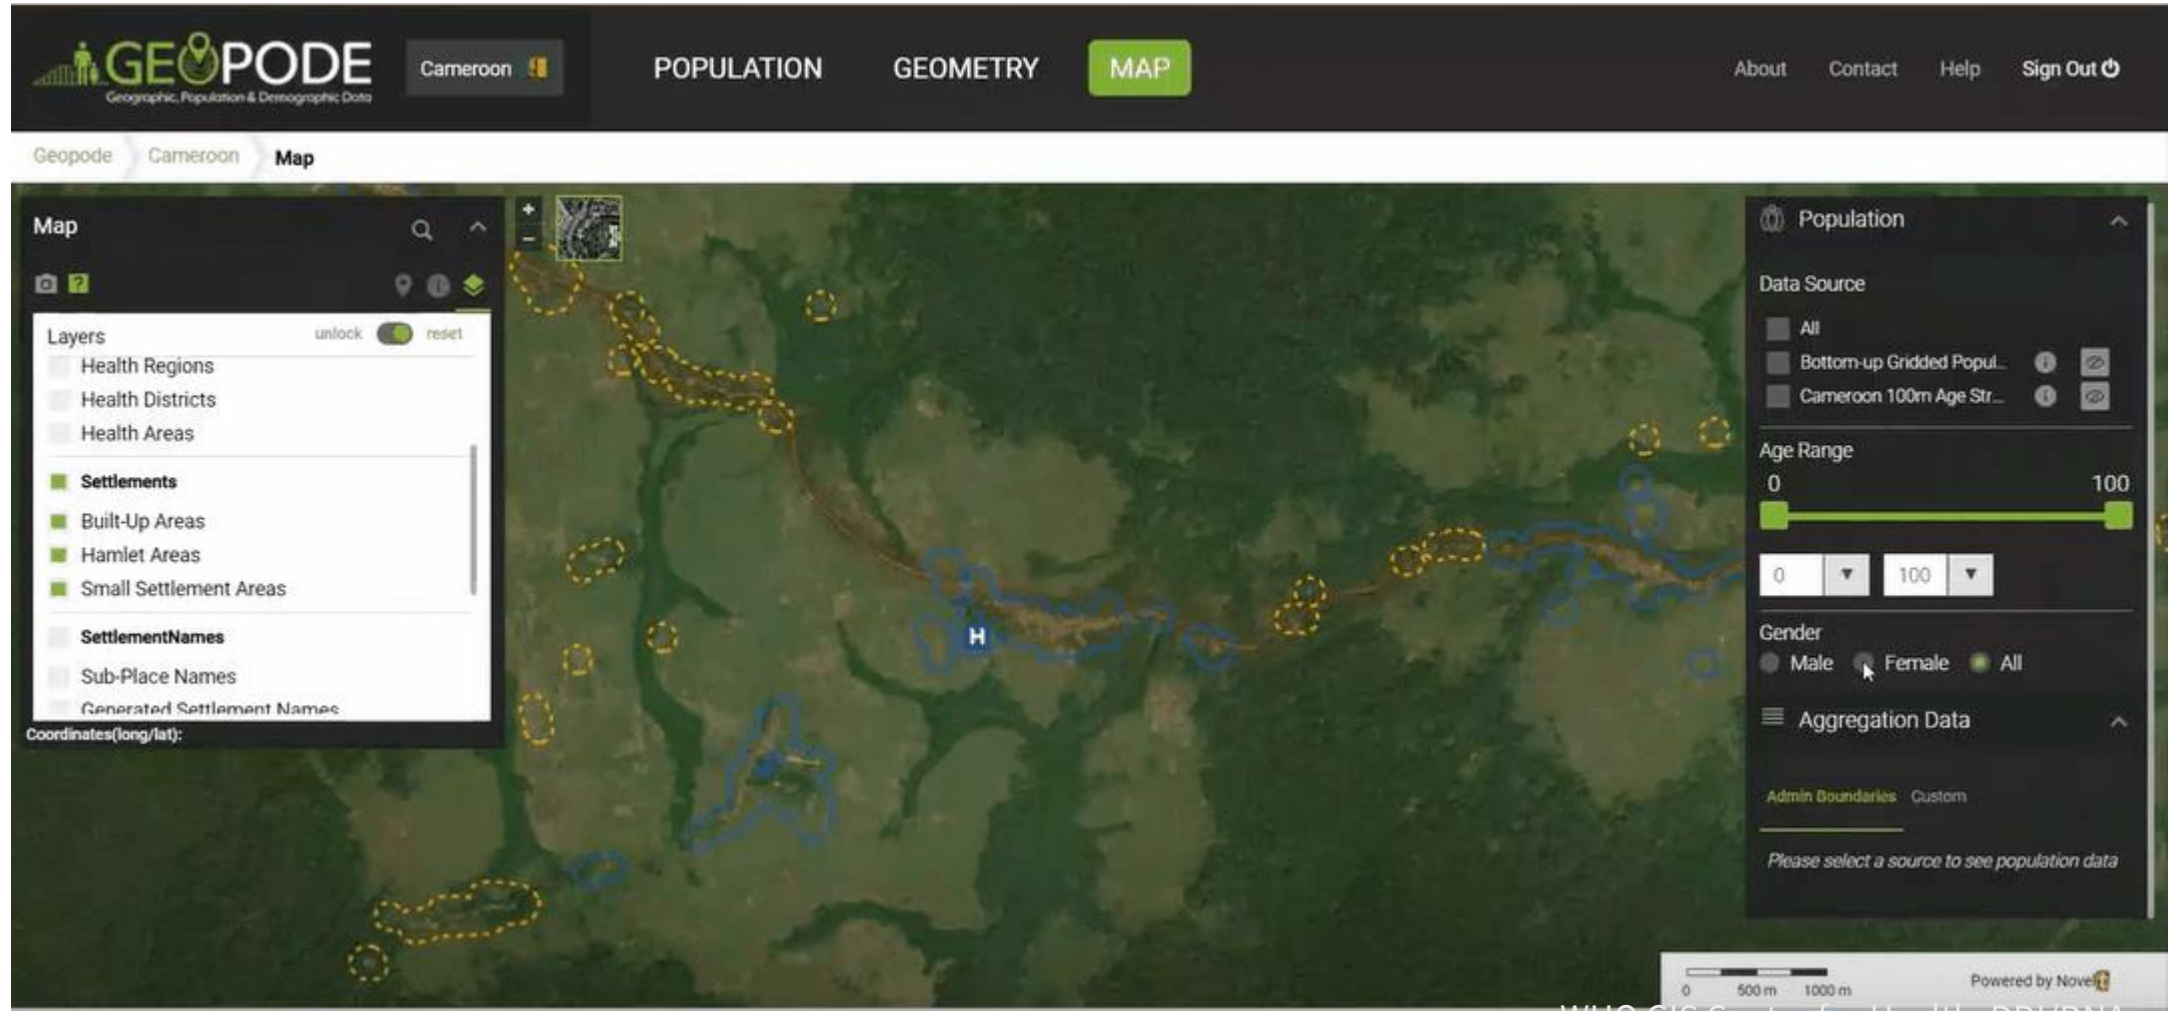 GEOPODE
Geographic, Population & Demographic Data
Cameroon
POPULATION
GEOMETRY
MAP
About
Contact
Help
Sign Out
Geopode
Cameroon
Map
Map
+
−
?
Layers
unlock
reset
Health Regions
Health Districts
Health Areas
Settlements
Built-Up Areas
Hamlet Areas
Small Settlement Areas
SettlementNames
Sub-Place Names
Generated Settlement Names
Coordinates(long/lat):
H
Population
Data Source
All
Bottom-up Gridded Popul...
Cameroon 100m Age Str...
Age Range
0 100
0 100
Gender
Male Female All
Aggregation Data
Admin Boundaries Custom
Please select a source to see population data
0 500 m 1000 m
Powered by Novel-t